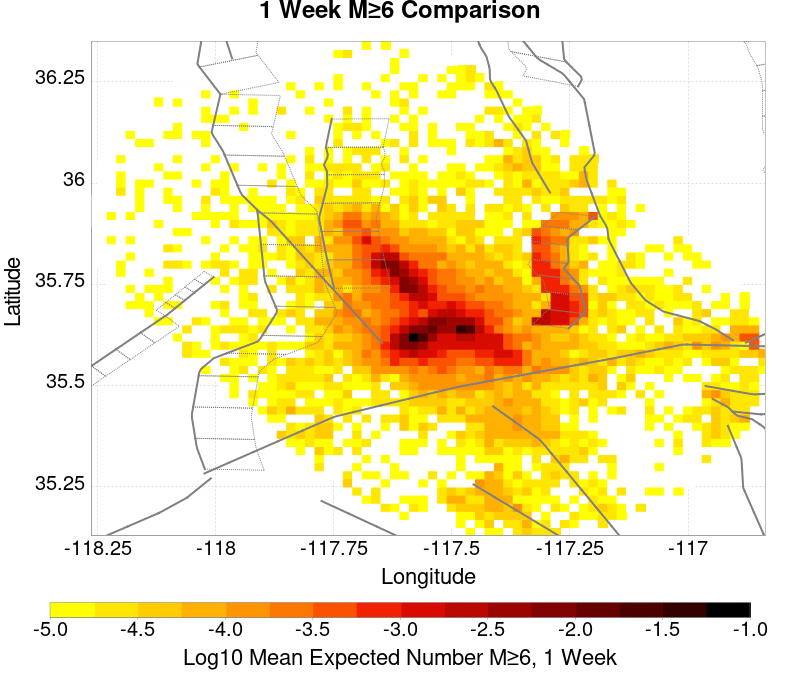 1 Week M≥6 Comparison
36.25
36
35.75
35.5
35.25
Latitude
-118.25 -118 -117.75 -117.5 -117.25 -117
Longitude
-5.0 -4.5 -4.0 -3.5 -3.0 -2.5 -2.0 -1.5 -1.0
Log10 Mean Expected Number M≥6, 1 Week